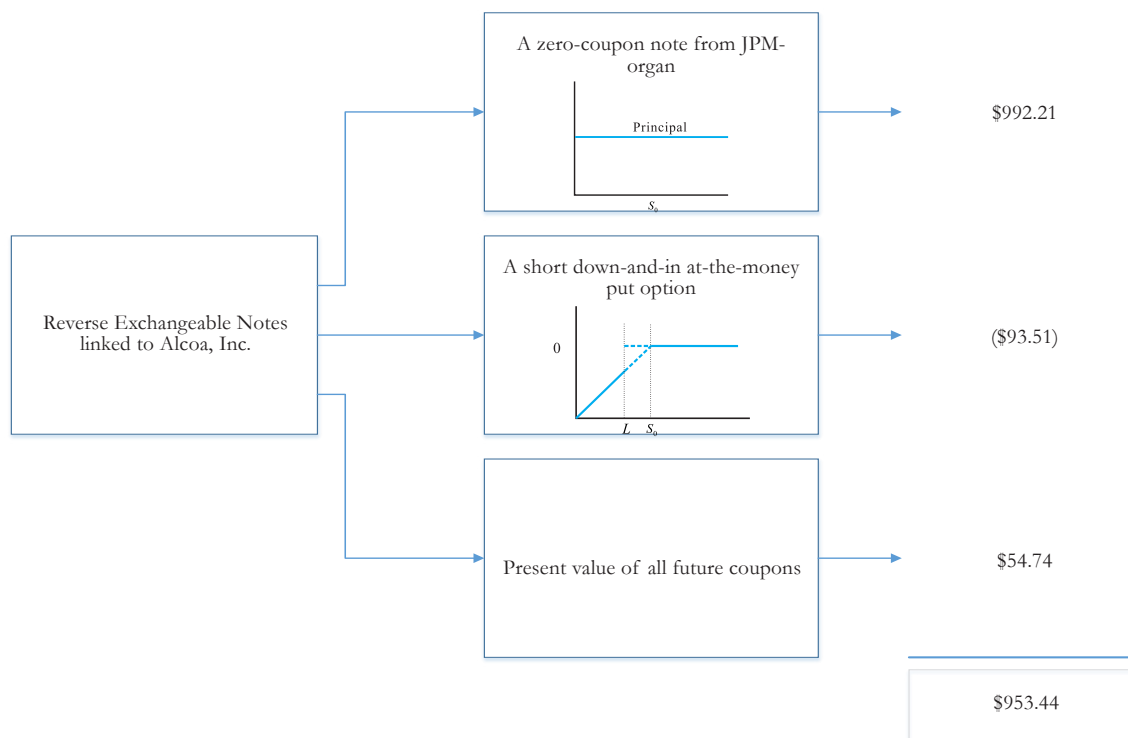 A zero-coupon note from JPM-
organ
Principal
S₀
$992.21
Reverse Exchangeable Notes
linked to Alcoa, Inc.
A short down-and-in at-the-money
put option
0
L S₀
($93.51)
Present value of all future coupons
$54.74
$953.44